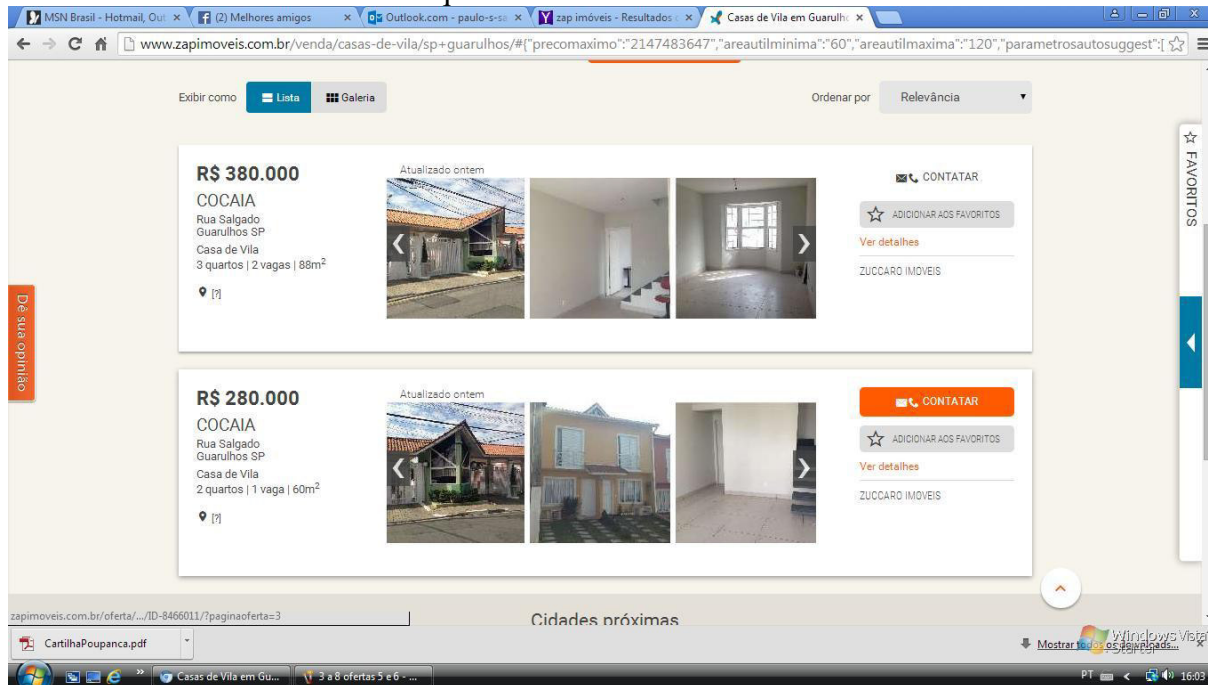 MSN Brasil - Hotmail, Out
(2) Melhores amigos
Outlook.com - paulo-s-sa
zap imóveis - Resultados
Casas de Vila em Guarulho
www.zapimoveis.com.br/venda/casas-de-vila/sp+guarulhos/#{"precomaximo":"2147483647","areautilminima":"60","areautilmaxima":"120","parametrosautosuggest":[
Exibir como
Lista
Galeria
Ordenar por
Relevância
FAVORITOS
Dê sua opinião
R$ 380.000
COCAIA
Rua Salgado
Guarulhos SP
Casa de Vila
3 quartos | 2 vagas | 88m²
[?]
Atualizado ontem
CONTATAR
ADICIONAR AOS FAVORITOS
Ver detalhes
ZUCCARO IMOVEIS
R$ 280.000
COCAIA
Rua Salgado
Guarulhos SP
Casa de Vila
2 quartos | 1 vaga | 60m²
[?]
Atualizado ontem
CONTATAR
ADICIONAR AOS FAVORITOS
Ver detalhes
ZUCCARO IMOVEIS
zapimoveis.com.br/oferta/.../ID-8466011/?paginaoferta=3
Cidades próximas
CartilhaPoupanca.pdf
Windows Vista
Starter
Mostrar todos os downloads...
Casas de Vila em Gu...
3 a 8 ofertas 5 e 6 - ...
PT
16:03